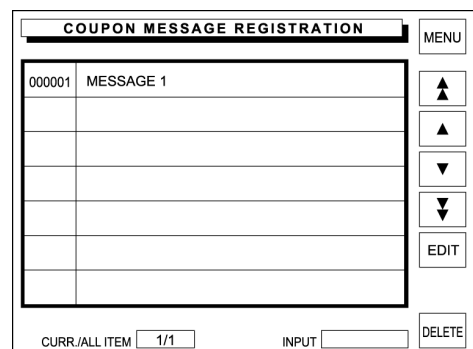 COUPON MESSAGE REGISTRATION
MENU
000001 MESSAGE 1
EDIT
CURR./ALL ITEM 1/1 INPUT
DELETE